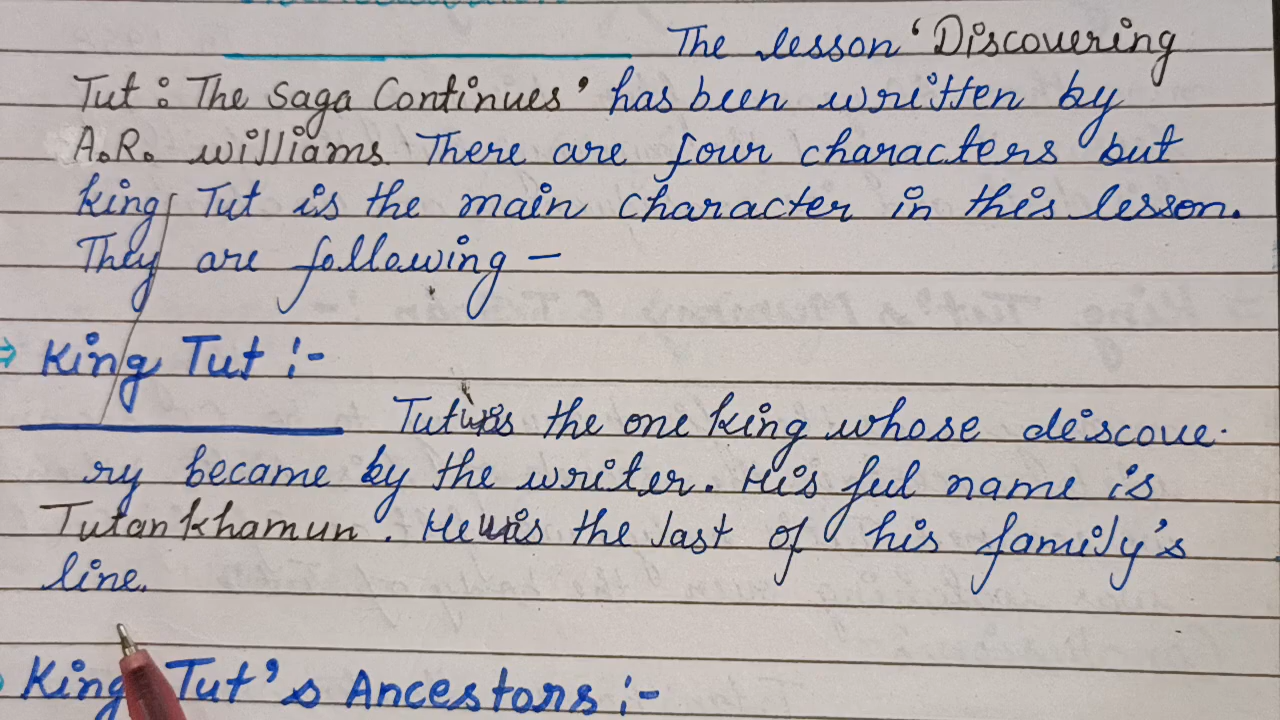 The lesson ‘Discovering
Tut : The Saga Continues’ has been written by
A.R. williams There are four characters but
king Tut is the main character in this lesson.
They are following –
⇒ King Tut :-
Tut was the one king whose discove-
ry became by the writer. His ful name is
Tutankhamun. He was the last of his family's
line.
King Tut's Ancestors :-